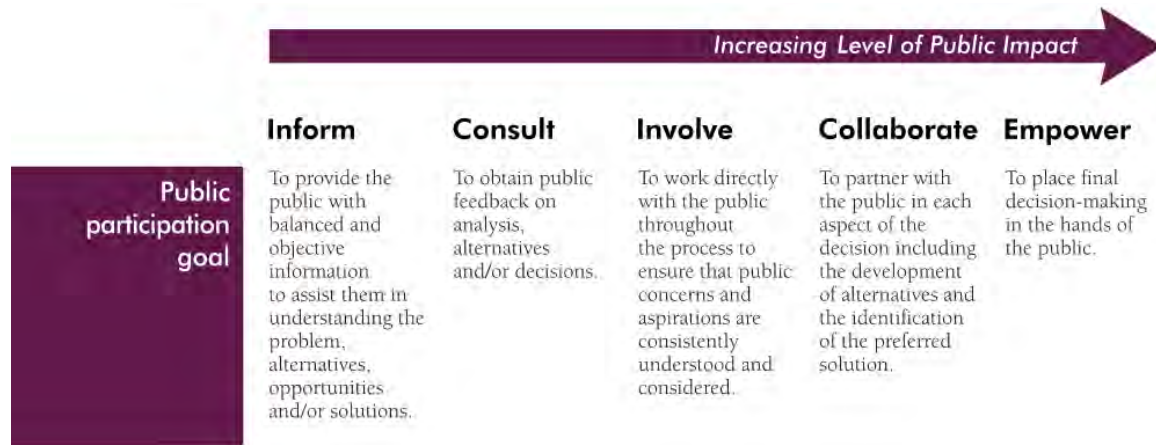 Increasing Level of Public Impact
Inform
Consult
Involve
Collaborate
Empower
Public
participation
goal
To provide the
public with
balanced and
objective
information
to assist them in
understanding the
problem,
alternatives,
opportunities
and/or solutions.
To obtain public
feedback on
analysis,
alternatives
and/or decisions.
To work directly
with the public
throughout
the process to
ensure that public
concerns and
aspirations are
consistently
understood and
considered.
To partner with
the public in each
aspect of the
decision including
the development
of alternatives and
the identification
of the preferred
solution.
To place final
decision-making
in the hands of
the public.